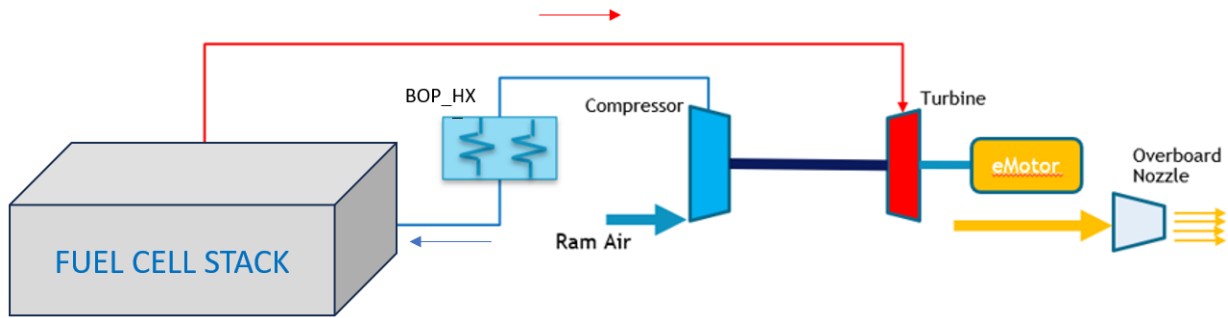 BOP_HX
Compressor
Turbine
eMotor
Overboard
Nozzle
Ram Air
FUEL CELL STACK